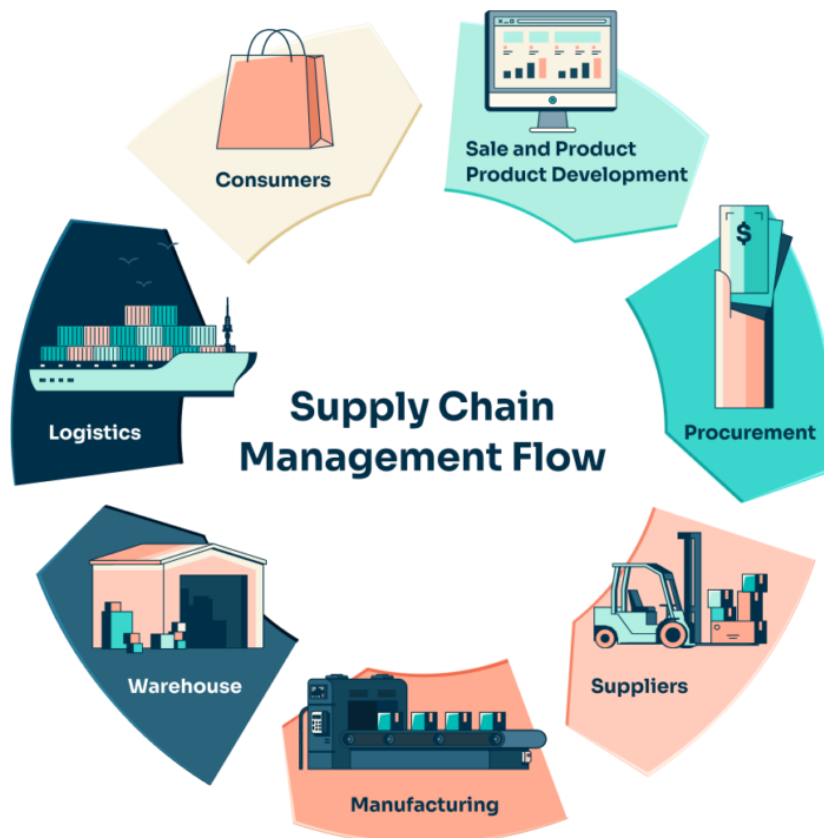 Consumers
Sale and Product
Product Development
$
Procurement
Logistics
Supply Chain
Management Flow
Suppliers
Warehouse
Manufacturing